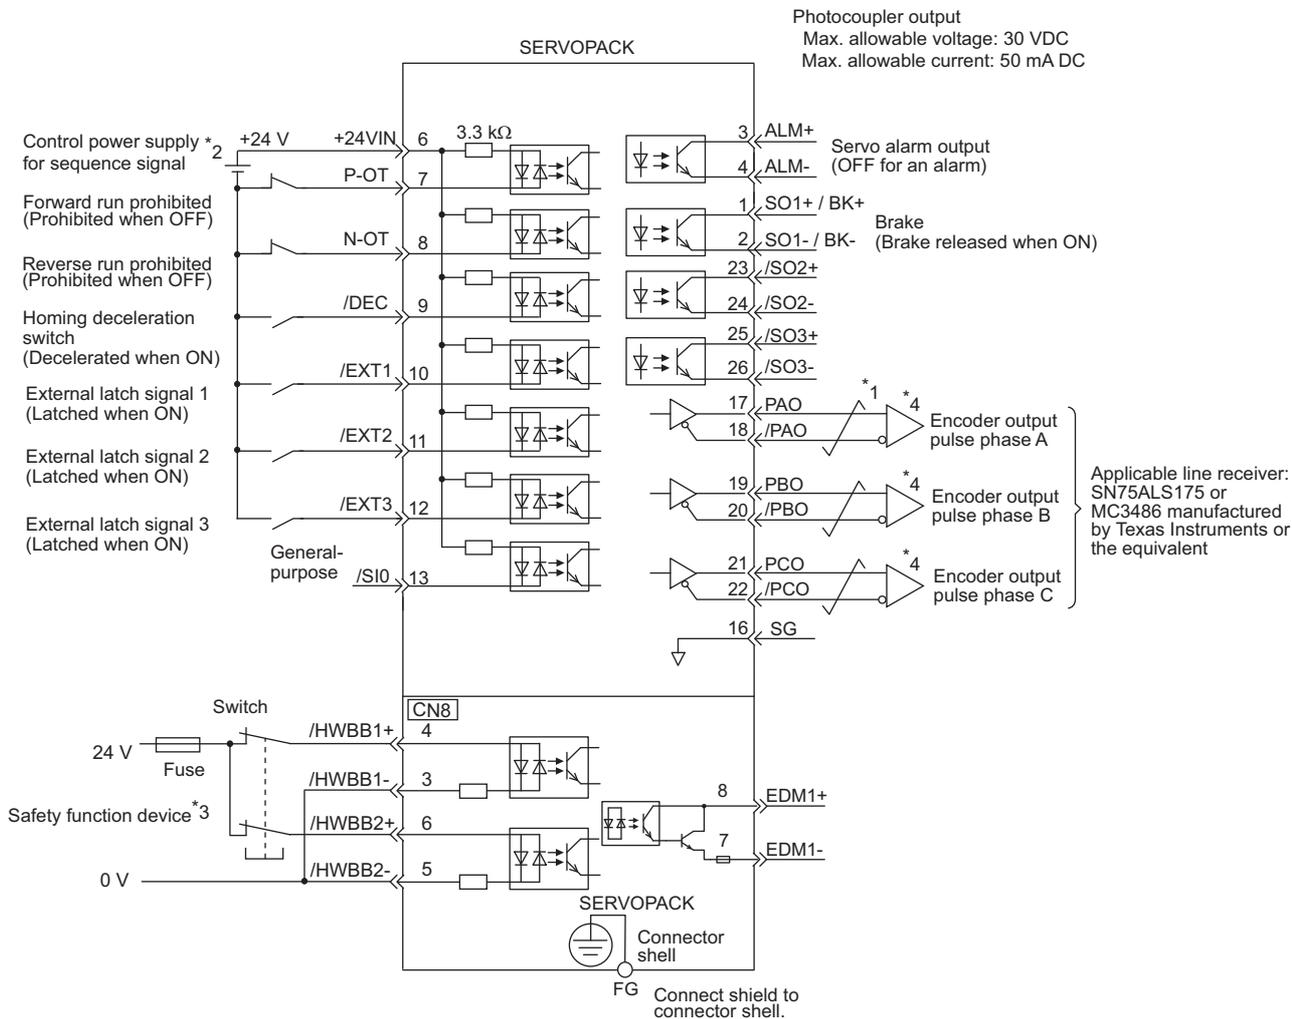 Photocoupler output
Max. allowable voltage: 30 VDC
Max. allowable current: 50 mA DC
SERVOPACK
Control power supply *2
for sequence signal
+24 V
+24VIN
6
3.3 kΩ
P-OT
7
Forward run prohibited
(Prohibited when OFF)
N-OT
8
Reverse run prohibited
(Prohibited when OFF)
/DEC
9
Homing deceleration
switch
(Decelerated when ON)
/EXT1
10
External latch signal 1
(Latched when ON)
/EXT2
11
External latch signal 2
(Latched when ON)
/EXT3
12
External latch signal 3
(Latched when ON)
General-
purpose
/SI0
13
3
ALM+
4
ALM-
Servo alarm output
(OFF for an alarm)
1
SO1+ / BK+
2
SO1- / BK-
Brake
(Brake released when ON)
23
/SO2+
24
/SO2-
25
/SO3+
26
/SO3-
17
PAO
18
/PAO
*1
*4
Encoder output
pulse phase A
19
PBO
20
/PBO
*4
Encoder output
pulse phase B
21
PCO
22
/PCO
*4
Encoder output
pulse phase C
Applicable line receiver:
SN75ALS175 or
MC3486 manufactured
by Texas Instruments or
the equivalent
16
SG
CN8
Switch
24 V
Fuse
/HWBB1+
4
/HWBB1-
3
Safety function device*3
/HWBB2+
6
/HWBB2-
5
0 V
8
EDM1+
7
EDM1-
SERVOPACK
Connector
shell
FG
Connect shield to
connector shell.